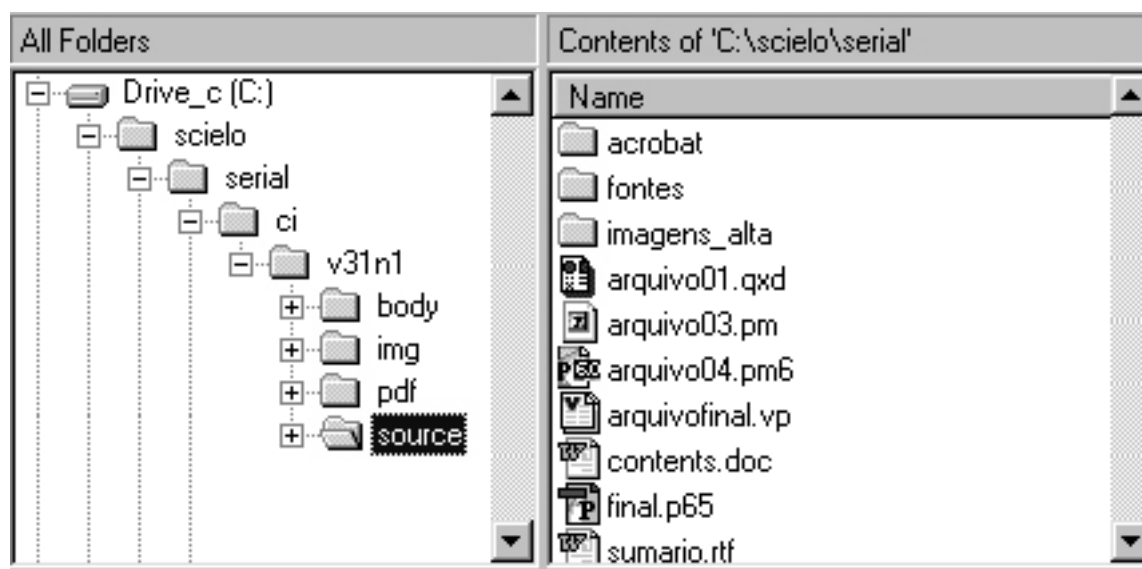 All Folders
Drive_c (C:)
scielo
serial
ci
v31n1
body
img
pdf
source
Contents of 'C:\scielo\serial'
Name
acrobat
fontes
imagens_alta
arquivo01.qxd
arquivo03.pm
arquivo04.pm6
arquivofinal.vp
contents.doc
final.p65
sumario.rtf